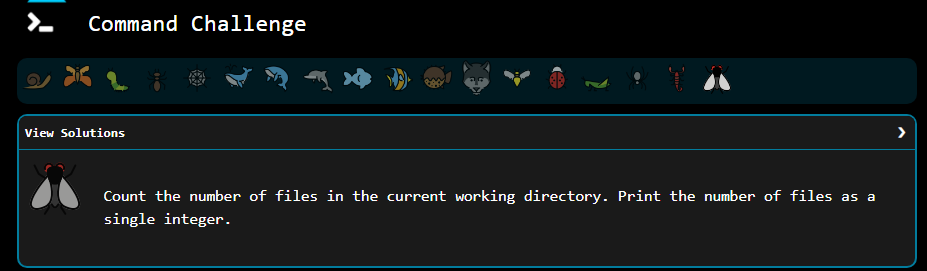 Command Challenge
View Solutions
Count the number of files in the current working directory. Print the number of files as a
single integer.